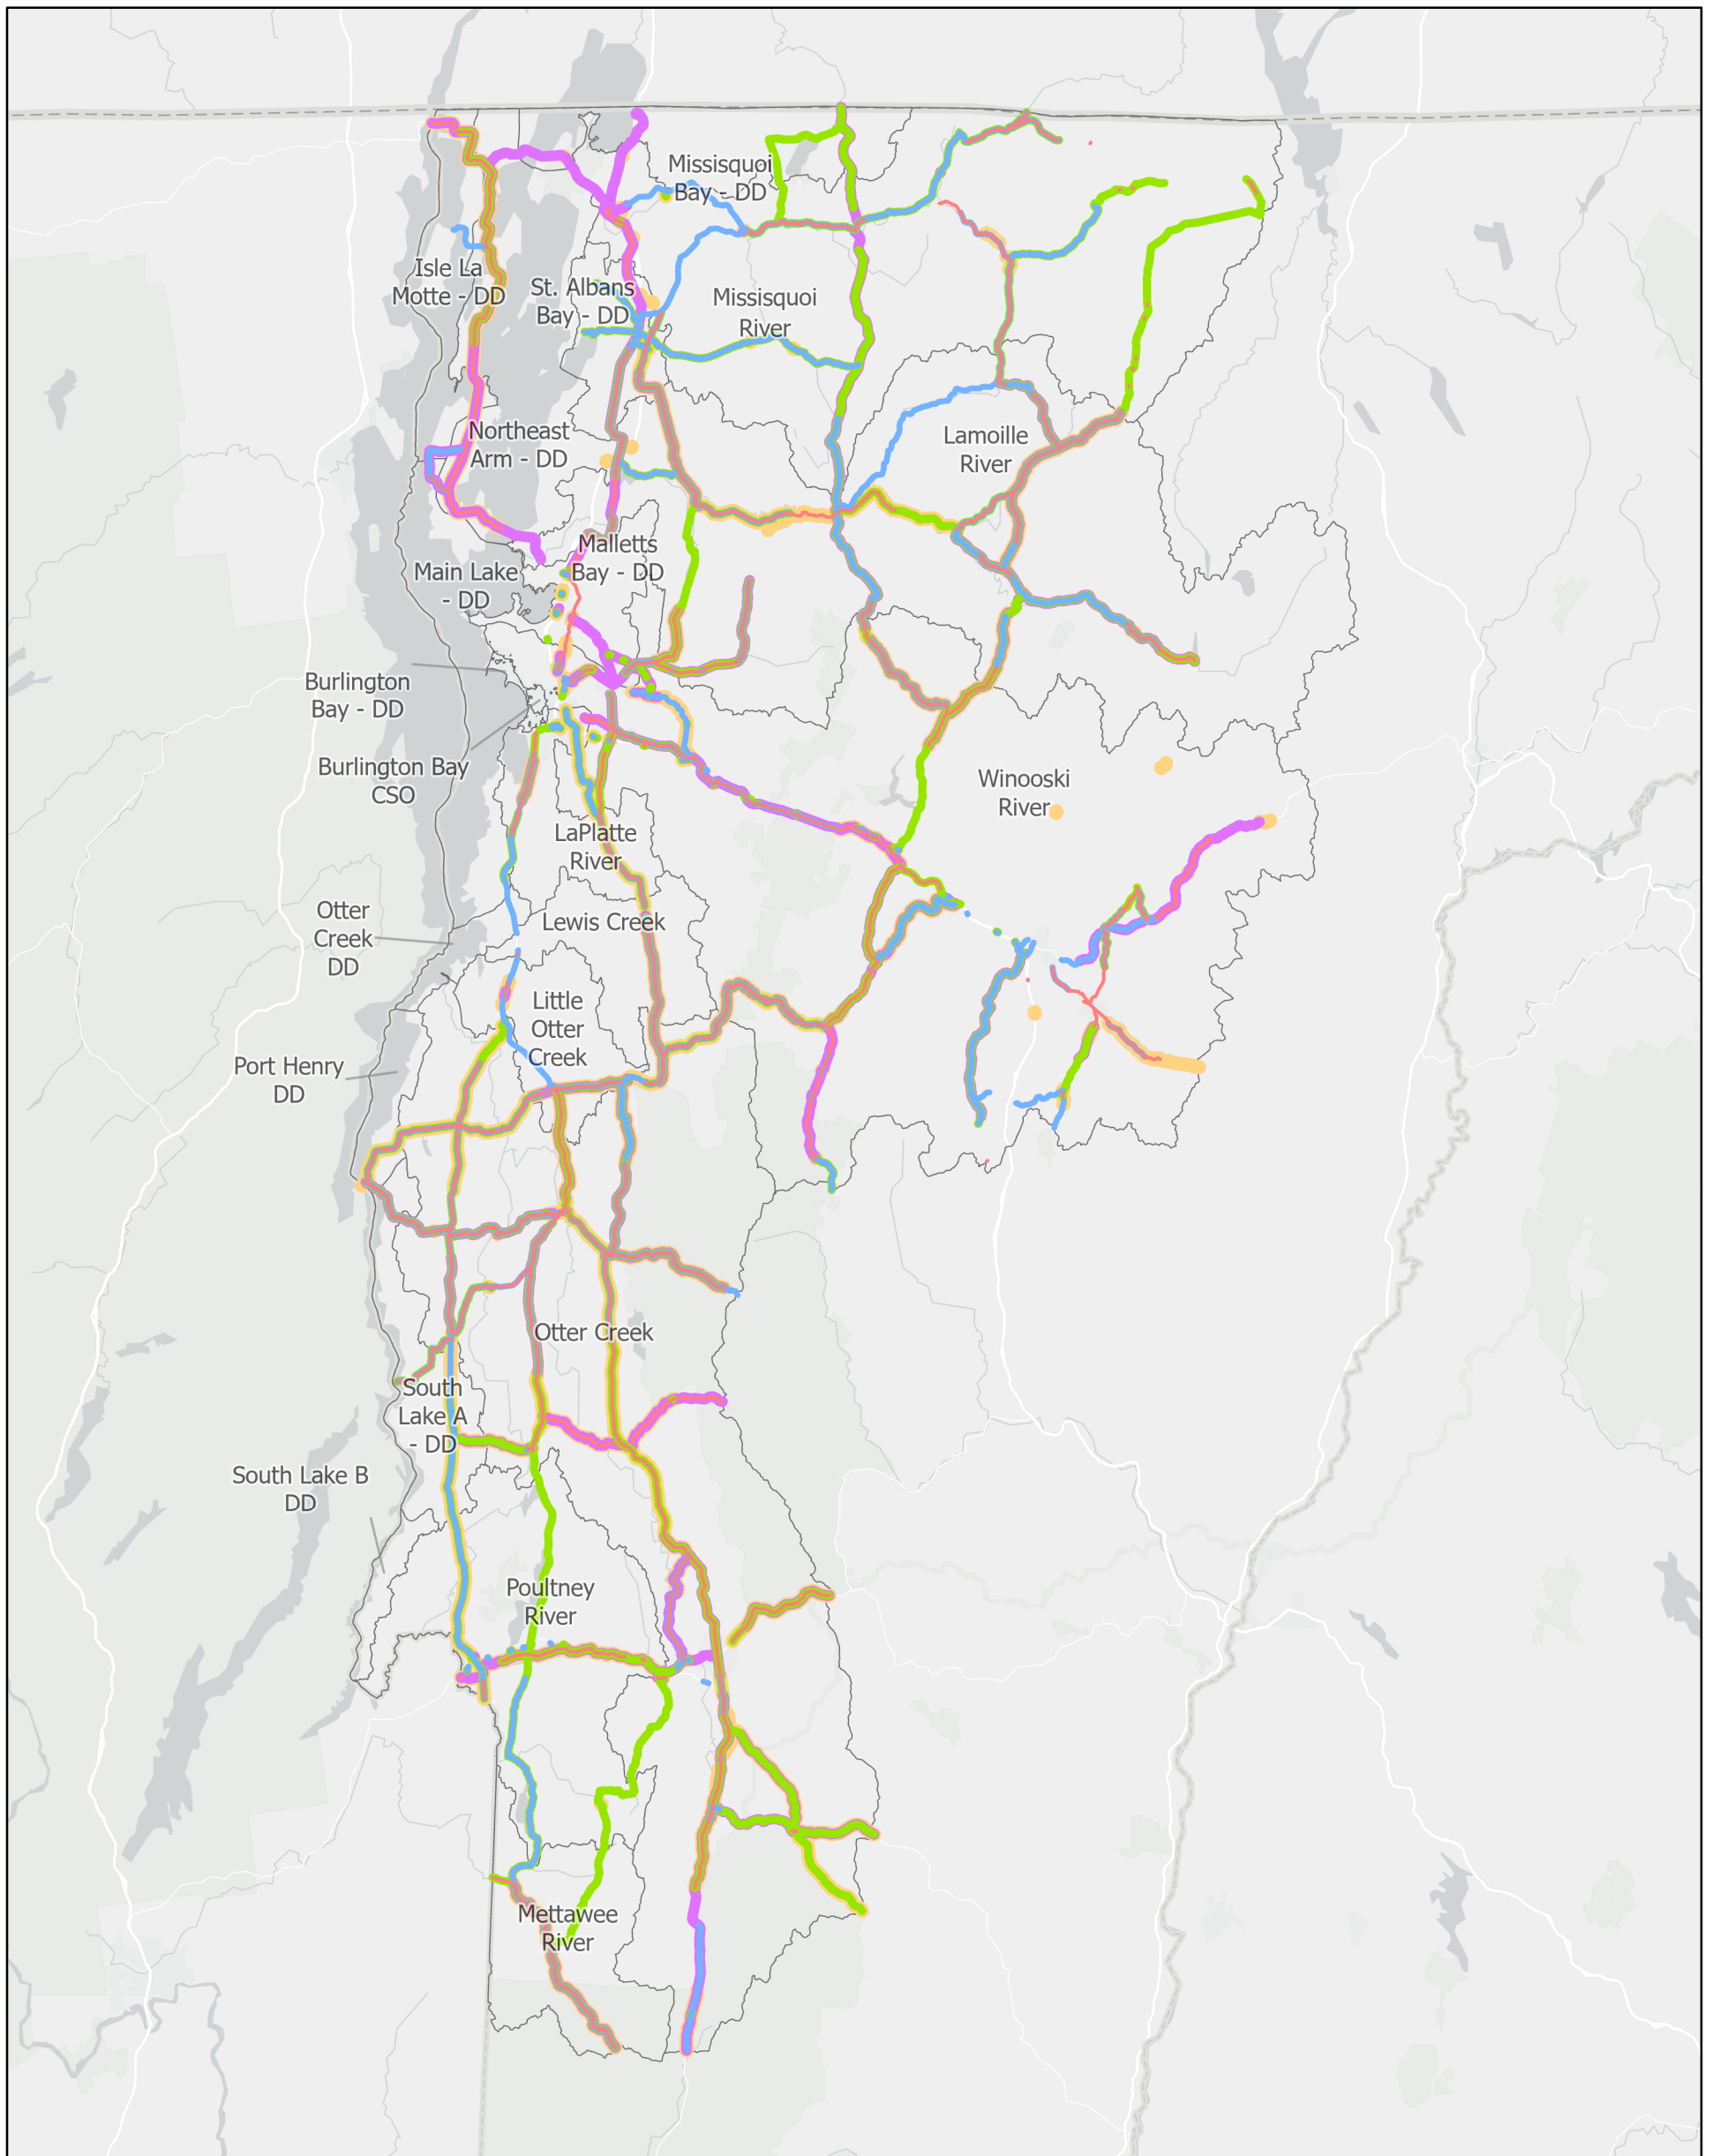 Missisquoi
Bay - DD
Isle La
Motte - DD
St. Albans
Bay - DD
Missisquoi
River
Northeast
Arm - DD
Lamoille
River
Malletts
Bay - DD
Main Lake
- DD
Burlington
Bay - DD
Burlington Bay
CSO
Winooski
River
LaPlatte
River
Otter
Creek
DD
Lewis Creek
Little
Otter
Creek
Port Henry
DD
Otter Creek
South
Lake A
- DD
South Lake B
DD
Poultney
River
Mettawee
River